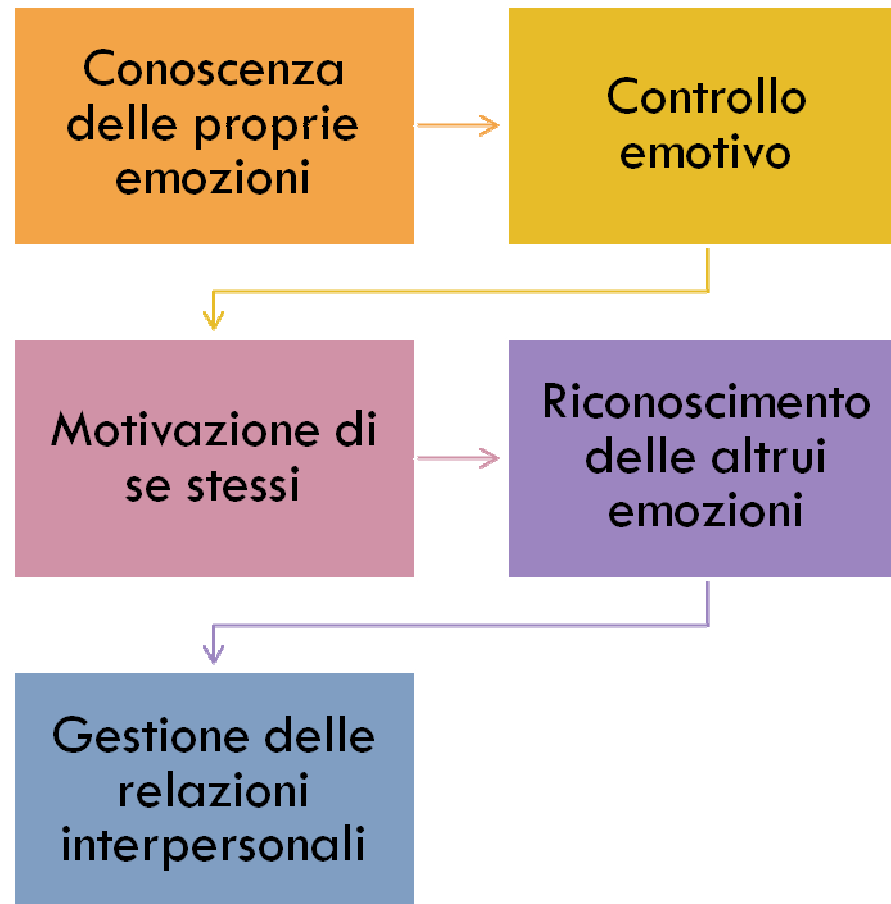 Conoscenza
delle proprie
emozioni
Controllo
emotivo
Motivazione di
se stessi
Riconoscimento
delle altrui
emozioni
Gestione delle
relazioni
interpersonali